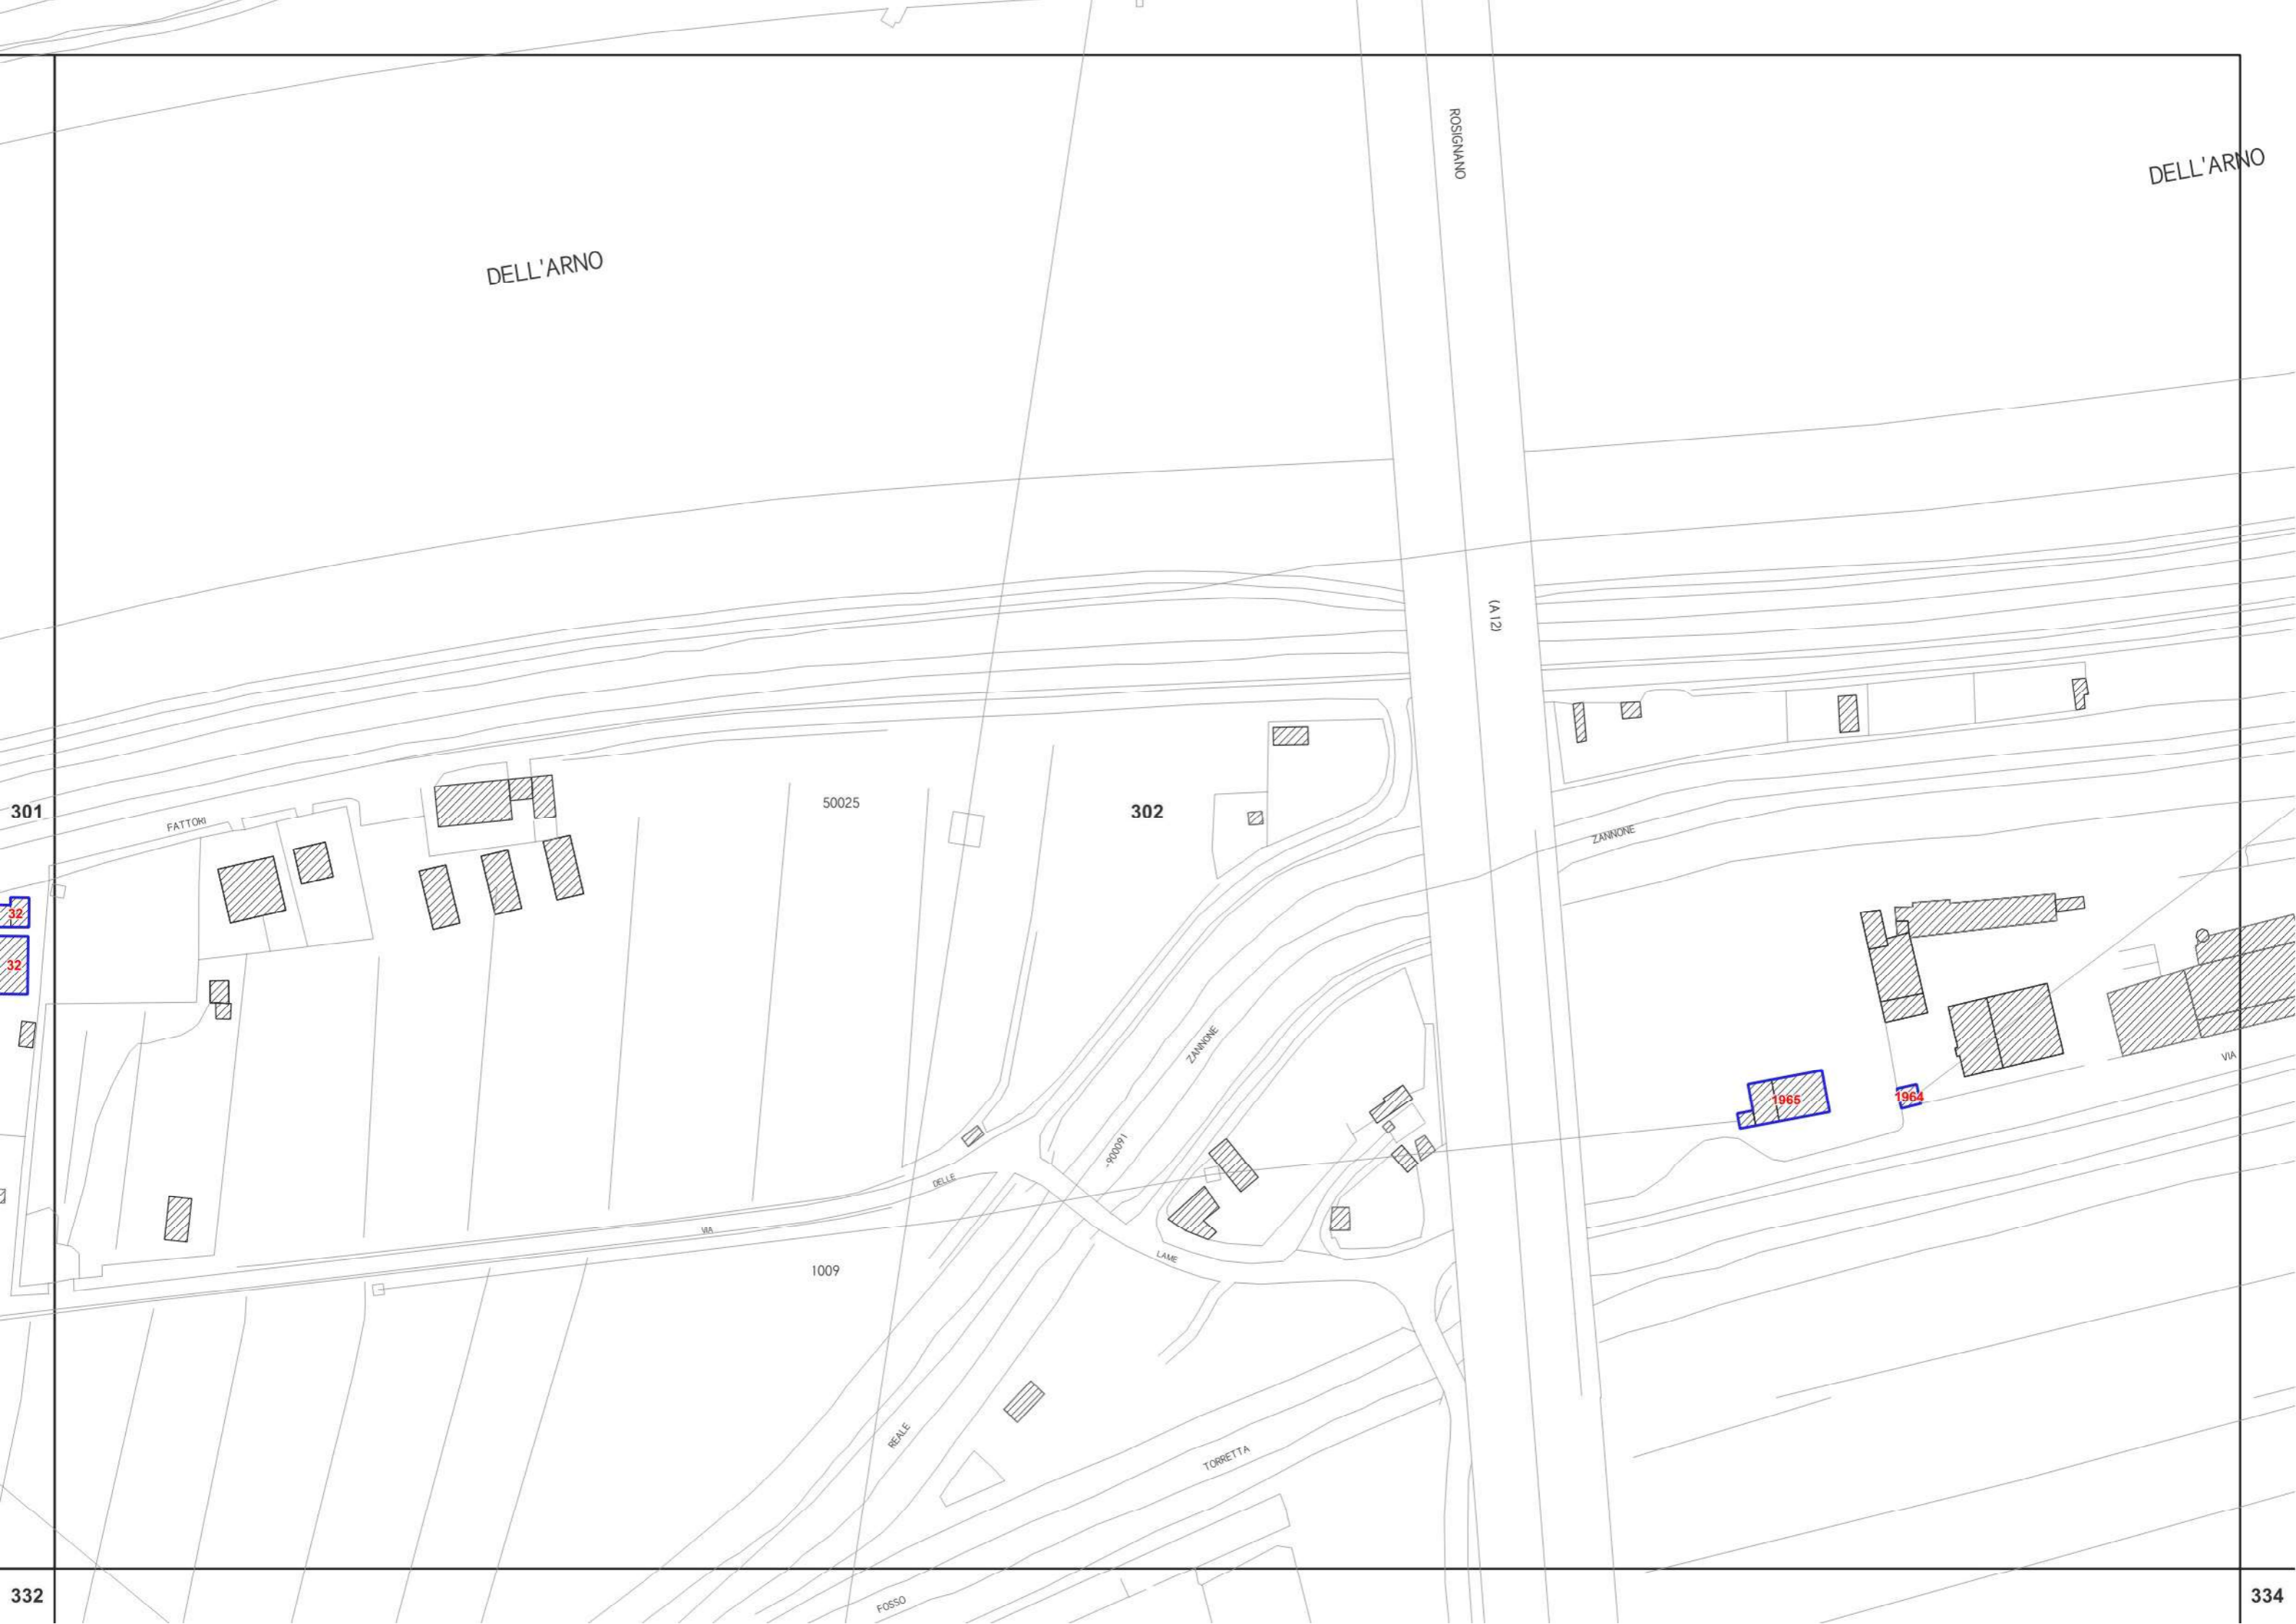 ROSIGNANO
DELL'ARNO
DELL'ARNO
(A12)
301
FATTORI
50025
302
ZANNONE
32
32
ZANNONE
VIA
1965
1964
-900091
DELLE
VIA
LAME
1009
REALE
TORRETTA
332
FOSSO
334